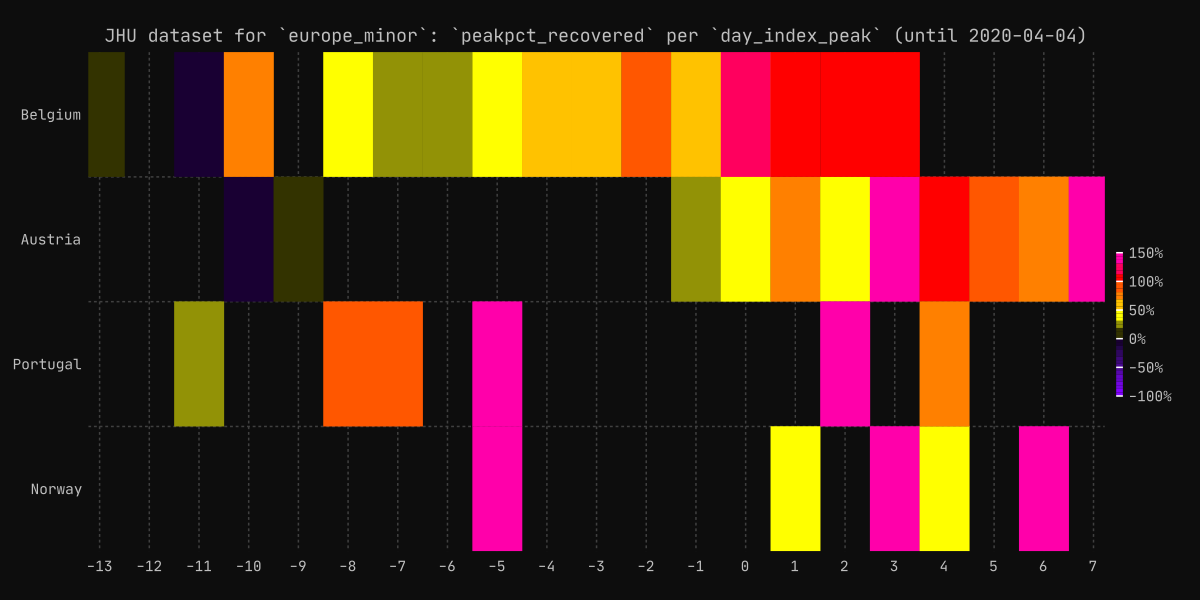 JHU dataset for `europe_minor`: `peakpct_recovered` per `day_index_peak` (until 2020-04-04)
Belgium
Austria
Portugal
Norway
150%
100%
50%
0%
-50%
-100%
-13 -12 -11 -10 -9 -8 -7 -6 -5 -4 -3 -2 -1 0 1 2 3 4 5 6 7